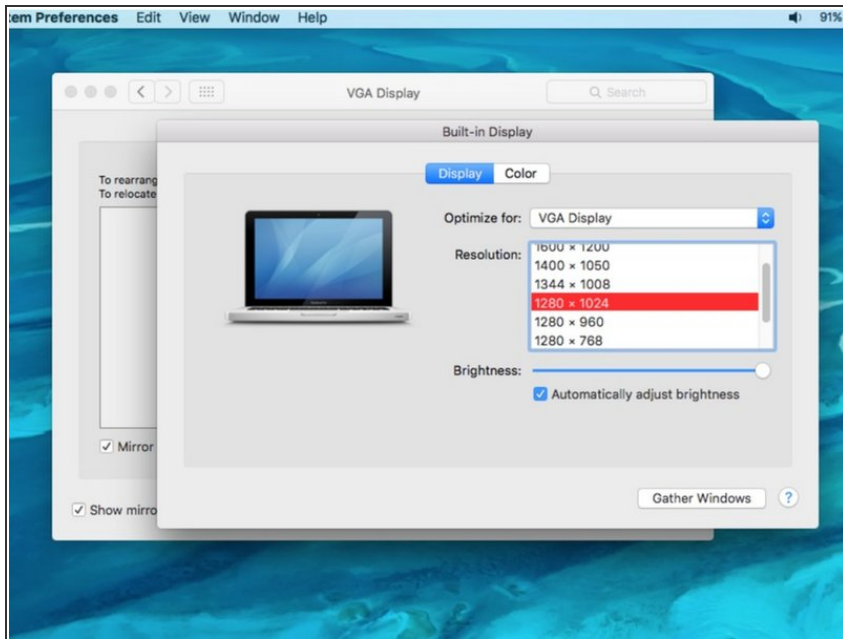 em Preferences Edit View Window Help 91%
VGA Display
Search
Built-in Display
To rearrang
To relocate
Display Color
Optimize for: VGA Display
Resolution:
1600 × 1200
1400 × 1050
1344 × 1008
1280 × 1024
1280 × 960
1280 × 768
Brightness:
Automatically adjust brightness
Mirror
Gather Windows ?
Show mirro